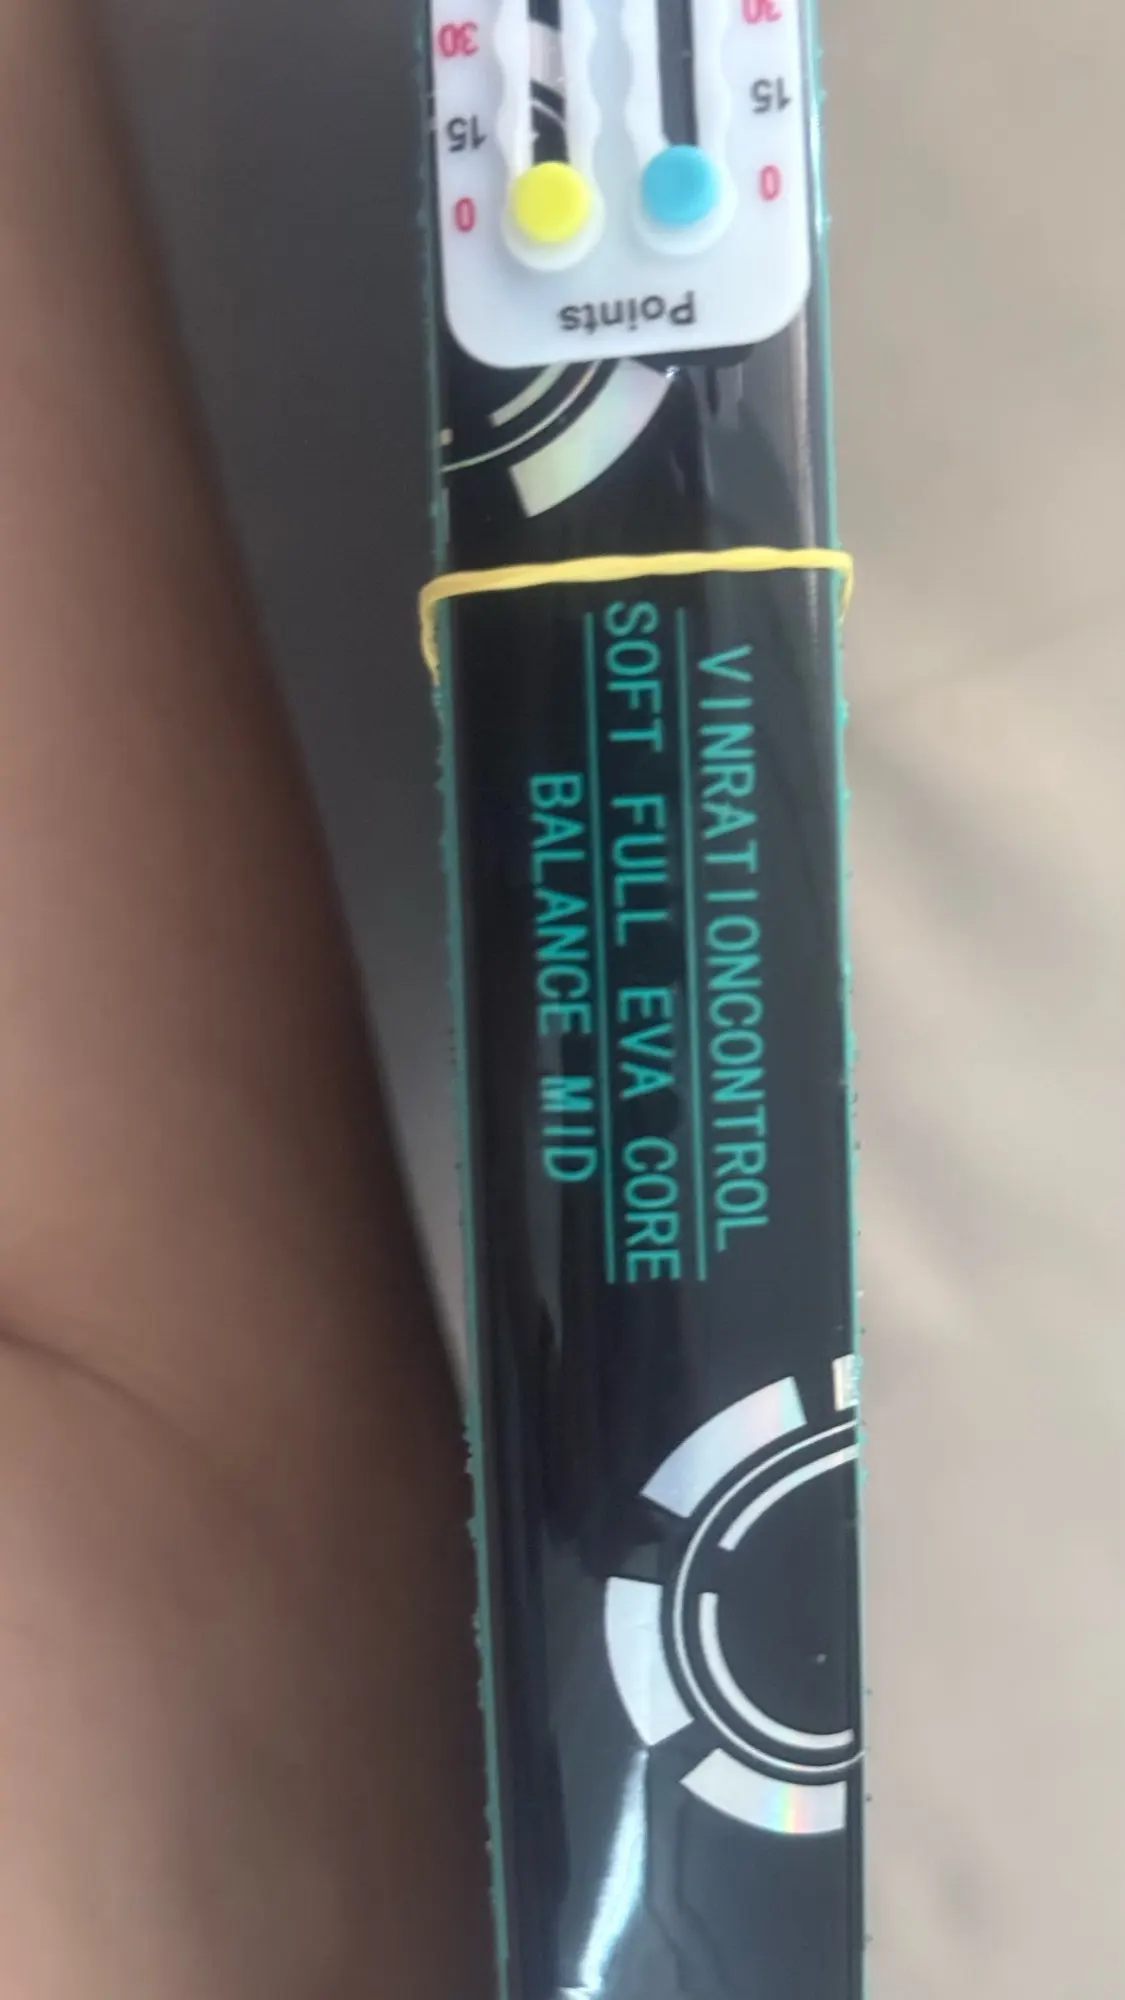 30
30
15
15
0
0
Points
VINRATIONCONTROL
SOFT FULL EVA CORE
BALANCE MID